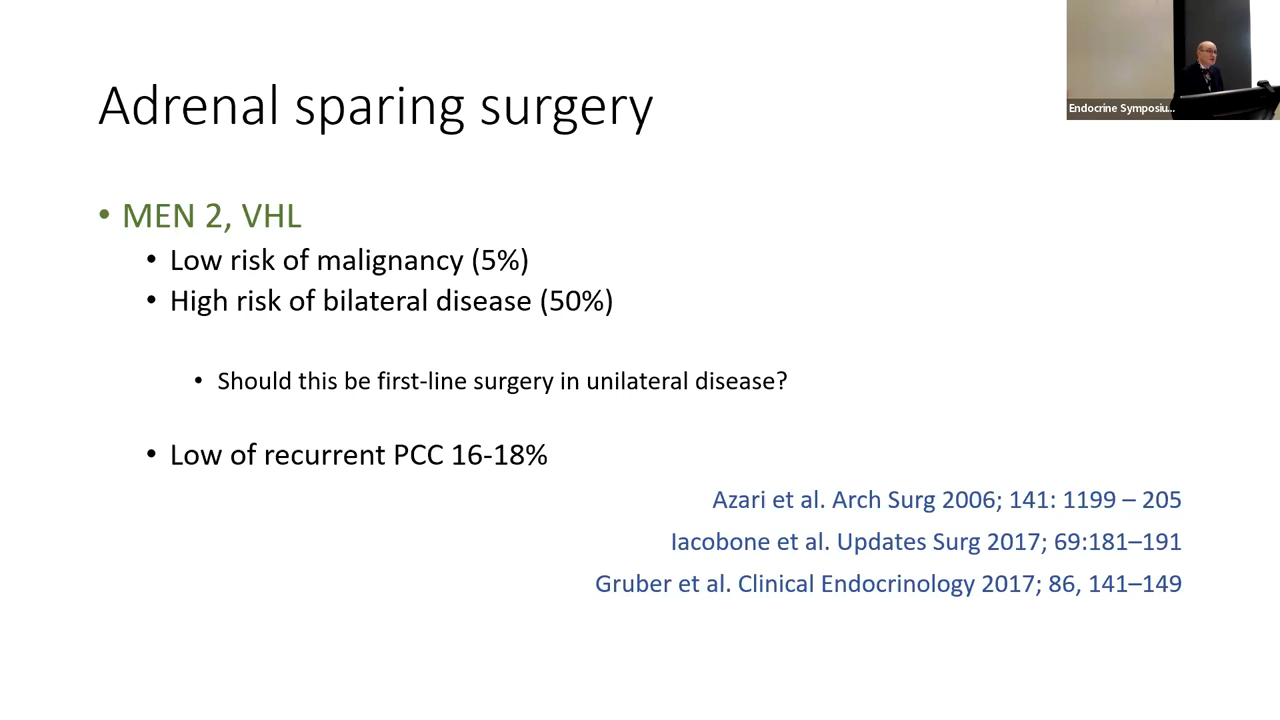 Endocrine Symposiu...
Adrenal sparing surgery
• MEN 2, VHL
• Low risk of malignancy (5%)
• High risk of bilateral disease (50%)
• Should this be first-line surgery in unilateral disease?
• Low of recurrent PCC 16-18%
Azari et al. Arch Surg 2006; 141: 1199 – 205
Iacobone et al. Updates Surg 2017; 69:181–191
Gruber et al. Clinical Endocrinology 2017; 86, 141–149